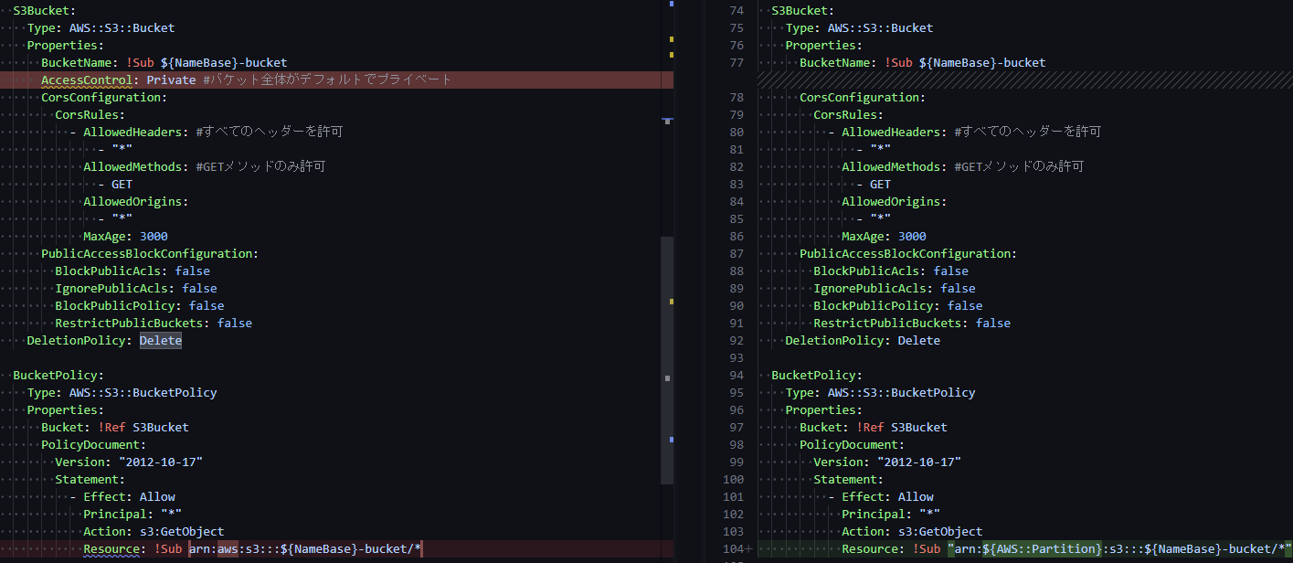 S3Bucket:
Type: AWS::S3::Bucket
Properties:
BucketName: !Sub ${NameBase}-bucket
AccessControl: Private #バケット全体がデフォルトでプライベート
CorsConfiguration:
CorsRules:
- AllowedHeaders: #すべてのヘッダーを許可
- "*"
AllowedMethods: #GETメソッドのみ許可
- GET
AllowedOrigins:
- "*"
MaxAge: 3000
PublicAccessBlockConfiguration:
BlockPublicAcls: false
IgnorePublicAcls: false
BlockPublicPolicy: false
RestrictPublicBuckets: false
DeletionPolicy: Delete
BucketPolicy:
Type: AWS::S3::BucketPolicy
Properties:
Bucket: !Ref S3Bucket
PolicyDocument:
Version: "2012-10-17"
Statement:
- Effect: Allow
Principal: "*"
Action: s3:GetObject
Resource: !Sub arn:aws:s3:::${NameBase}-bucket/*
74 S3Bucket:
75 Type: AWS::S3::Bucket
76 Properties:
77 BucketName: !Sub ${NameBase}-bucket
78 CorsConfiguration:
79 CorsRules:
80 - AllowedHeaders: #すべてのヘッダーを許可
81 - "*"
82 AllowedMethods: #GETメソッドのみ許可
83 - GET
84 AllowedOrigins:
85 - "*"
86 MaxAge: 3000
87 PublicAccessBlockConfiguration:
88 BlockPublicAcls: false
89 IgnorePublicAcls: false
90 BlockPublicPolicy: false
91 RestrictPublicBuckets: false
92 DeletionPolicy: Delete
93
94 BucketPolicy:
95 Type: AWS::S3::BucketPolicy
96 Properties:
97 Bucket: !Ref S3Bucket
98 PolicyDocument:
99 Version: "2012-10-17"
100 Statement:
101 - Effect: Allow
102 Principal: "*"
103 Action: s3:GetObject
104+ Resource: !Sub "arn:${AWS::Partition}:s3:::${NameBase}-bucket/*"